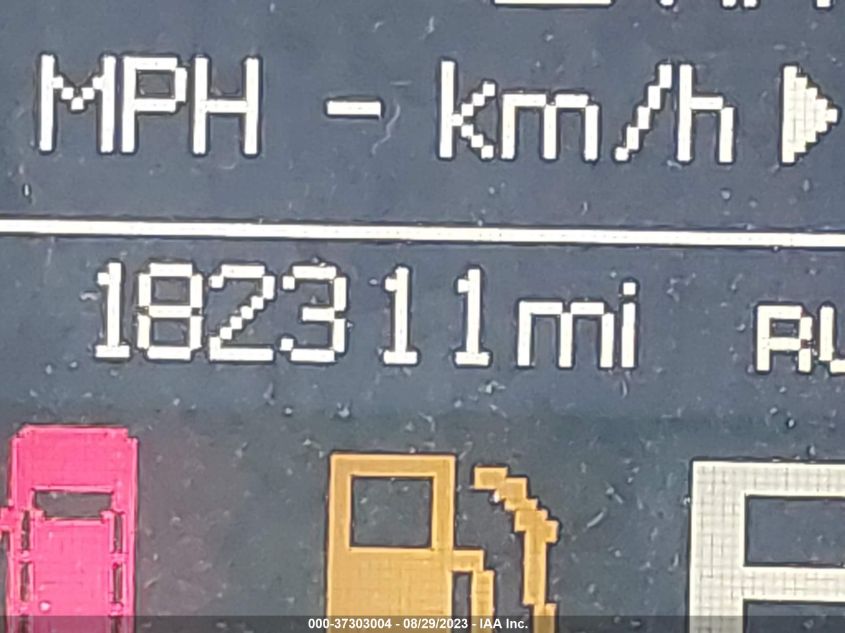 MPH - km/h
182311mi
000-37303004 - 08/29/2023 - IAA Inc.